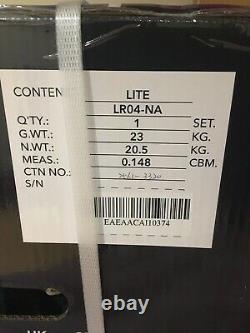 CONTEN LITE
LR04-NA
Q'TY.: 1 SET.
G.WT.: 23 KG.
N.WT.: 20.5 KG.
MEAS.: 0.148 CBM.
CTN NO.:
S/N
EAEAACAI10374